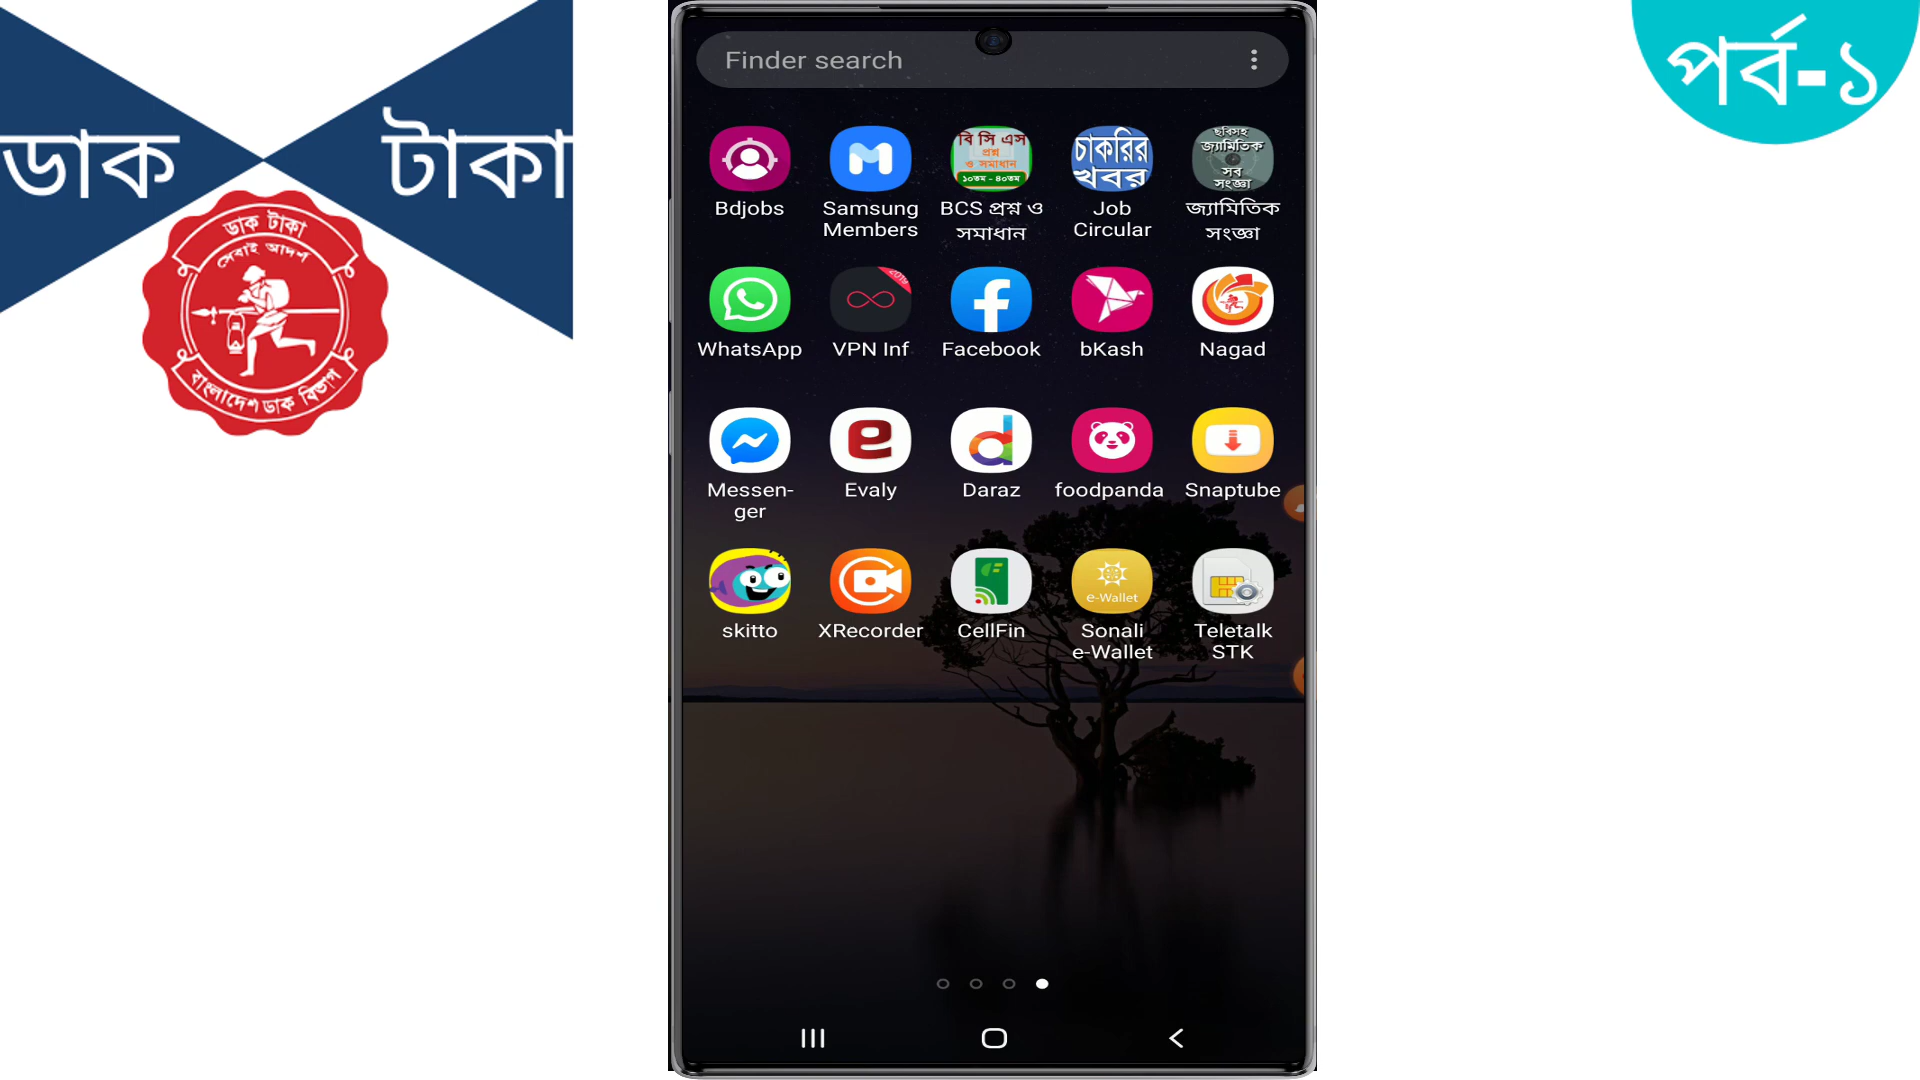 ডাক টাকা
ডাক টাকা
সেবাই আদর্শ
বাংলাদেশ ডাক বিভাগ
পর্ব-১
Finder search
বি সি এস
প্রশ্ন
ও সমাধান
১০তম - ৪০তম
চাকরির
খবর
ছবিসহ
জ্যামিতিক
সব
সংজ্ঞা
Bdjobs
Samsung
Members
BCS প্রশ্ন ও
সমাধান
Job
Circular
জ্যামিতিক
সংজ্ঞা
2019
WhatsApp
VPN Inf
Facebook
bKash
Nagad
Messen-
ger
Evaly
Daraz
foodpanda
Snaptube
e-Wallet
skitto
XRecorder
CellFin
Sonali
e-Wallet
Teletalk
STK